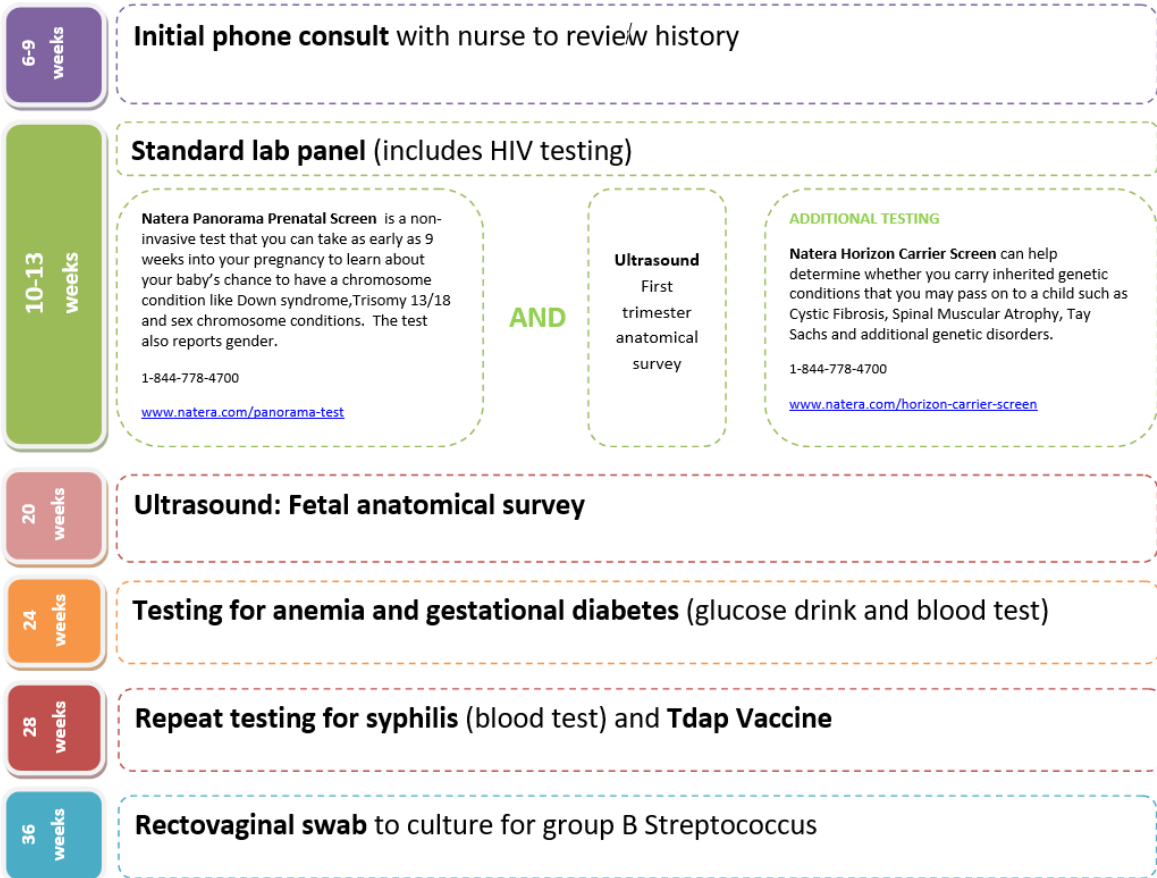 6-9
weeks
Initial phone consult with nurse to review history
10-13
weeks
Standard lab panel (includes HIV testing)
Natera Panorama Prenatal Screen is a non-
invasive test that you can take as early as 9
weeks into your pregnancy to learn about
your baby’s chance to have a chromosome
condition like Down syndrome,Trisomy 13/18
and sex chromosome conditions. The test
also reports gender.
1-844-778-4700
www.natera.com/panorama-test
AND
Ultrasound
First
trimester
anatomical
survey
ADDITIONAL TESTING
Natera Horizon Carrier Screen can help
determine whether you carry inherited genetic
conditions that you may pass on to a child such as
Cystic Fibrosis, Spinal Muscular Atrophy, Tay
Sachs and additional genetic disorders.
1-844-778-4700
www.natera.com/horizon-carrier-screen
20
weeks
Ultrasound: Fetal anatomical survey
24
weeks
Testing for anemia and gestational diabetes (glucose drink and blood test)
28
weeks
Repeat testing for syphilis (blood test) and Tdap Vaccine
36
weeks
Rectovaginal swab to culture for group B Streptococcus